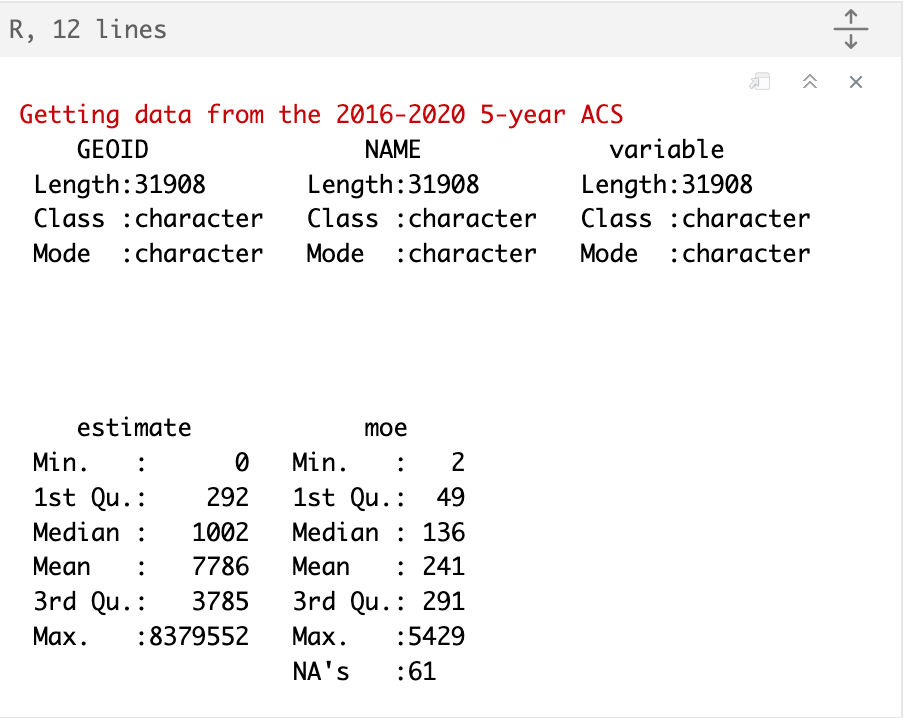 R, 12 lines
Getting data from the 2016-2020 5-year ACS
    GEOID               NAME             variable
 Length:31908       Length:31908       Length:31908
 Class :character   Class :character   Class :character
 Mode  :character   Mode  :character   Mode  :character
    estimate            moe
 Min.   :      0   Min.   :   2
 1st Qu.:    292   1st Qu.:  49
 Median :   1002   Median : 136
 Mean   :   7786   Mean   : 241
 3rd Qu.:   3785   3rd Qu.: 291
 Max.   :8379552   Max.   :5429
                   NA's   :61